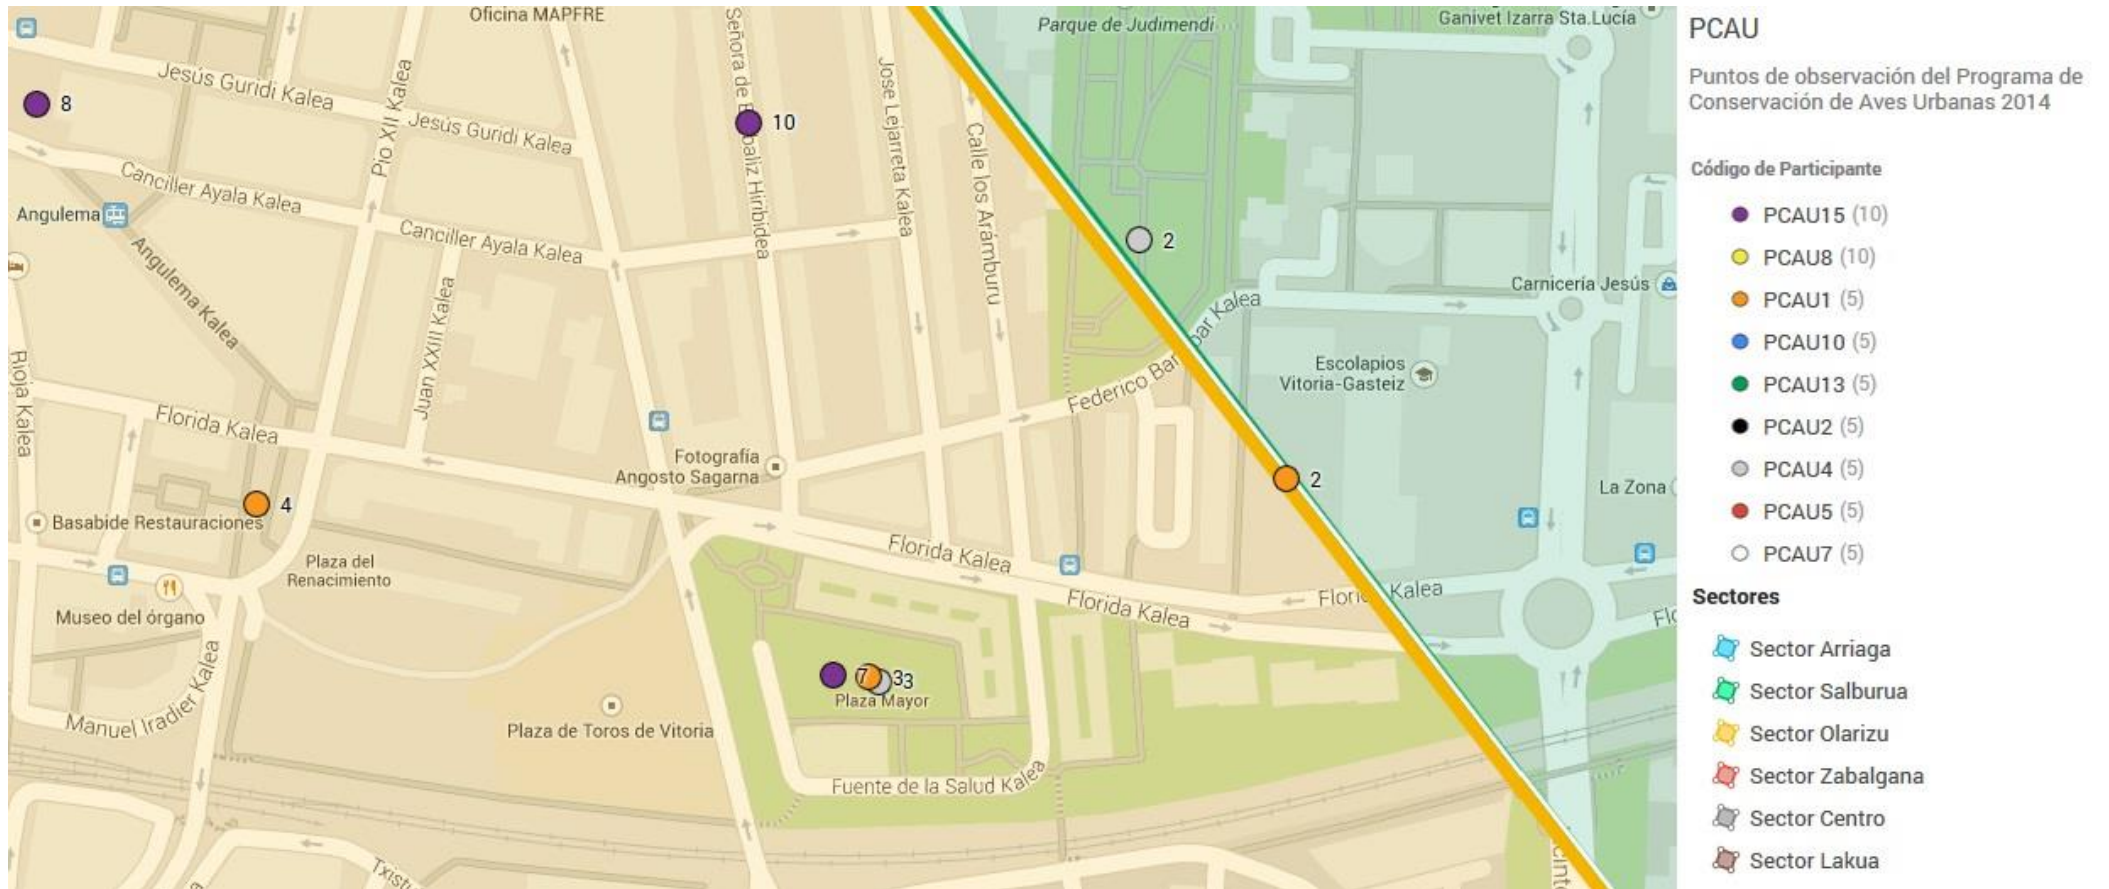 Oficina MAPFRE
Parque de Judimendi
Ganivet Izarra Sta.Lucía
Jesús Guridi Kalea
Jesús Guridi Kalea
Pio XII Kalea
Señora de
baliz Hiribidea
Jose Lejarreta Kalea
Calle los Arámburu
8
10
Canciller Ayala Kalea
Canciller Ayala Kalea
Angulema
Angulema Kalea
2
Juan XXIII Kalea
Rioja Kalea
Federico Bar
bar Kalea
Carnicería Jesús
Escolapios
Vitoria-Gasteiz
Florida Kalea
Fotografía
Angosto Sagarna
2
La Zona
4
Basabide Restauraciones
Plaza del
Renacimiento
Florida Kalea
Florida Kalea
Kalea
Museo del órgano
Manuel Iradier Kalea
7
3
3
Plaza Mayor
Plaza de Toros de Vitoria
Fuente de la Salud Kalea
PCAU
Puntos de observación del Programa de
Conservación de Aves Urbanas 2014
Código de Participante
PCAU15 (10)
PCAU8 (10)
PCAU1 (5)
PCAU10 (5)
PCAU13 (5)
PCAU2 (5)
PCAU4 (5)
PCAU5 (5)
PCAU7 (5)
Sectores
Sector Arriaga
Sector Salburua
Sector Olarizu
Sector Zabalgana
Sector Centro
Sector Lakua